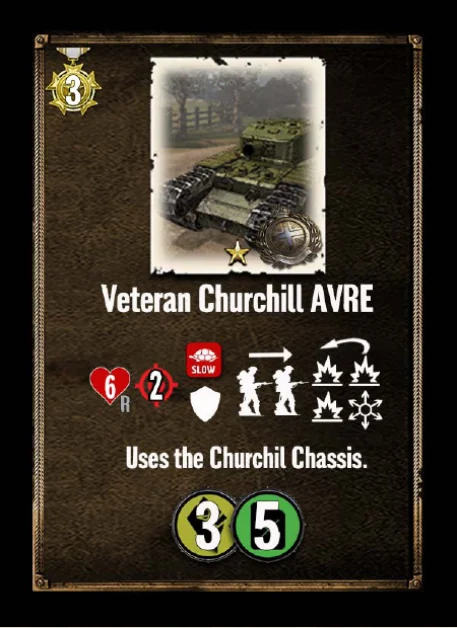 3
Veteran Churchill AVRE
6
R
2
SLOW
Uses the Churchil Chassis.
3 5